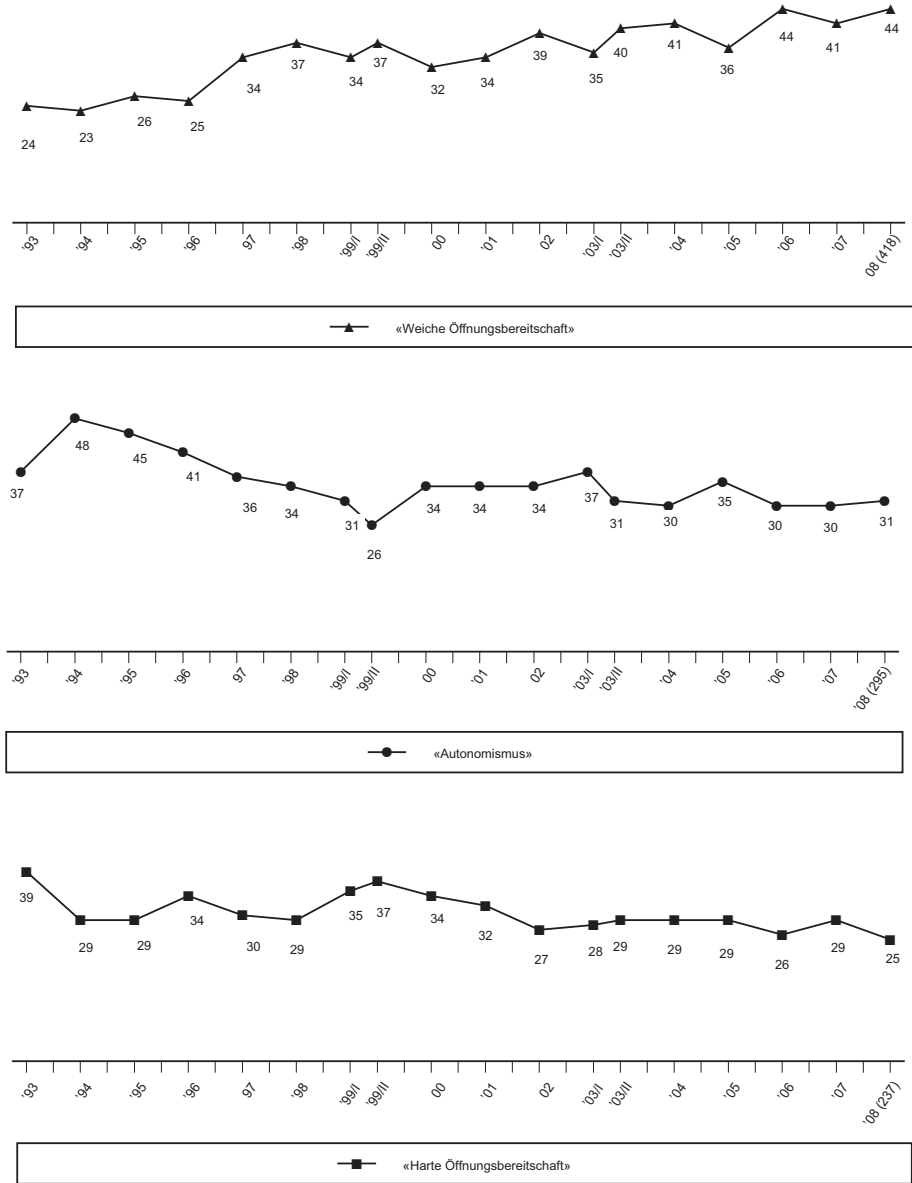 24 23 26 25 34 37 34 37 32 34 39 35 40 41 36 44 41 44
'93 '94 '95 '96 97 '98 '99/I '99/II 00 '01 02 '03/I '03/II '04 '05 '06 '07 08 (418)
«Weiche Öffnungsbereitschaft»
37 48 45 41 36 34 31 26 34 34 34 37 31 30 35 30 30 31
'93 '94 '95 '96 97 '98 '99/I '99/II 00 '01 02 '03/I '03/II '04 '05 '06 '07 '08 (295)
«Autonomismus»
39 29 29 34 30 29 35 37 34 32 27 28 29 29 29 26 29 25
'93 '94 '95 '96 97 '98 '99/I '99/II 00 '01 02 '03/I '03/II '04 '05 '06 '07 '08 (237)
«Harte Öffnungsbereitschaft»